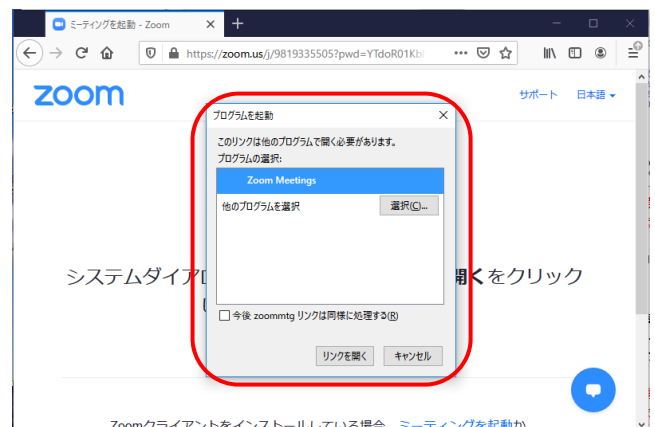 ミーティングを起動 - Zoom
https://zoom.us/j/9819335505?pwd=YTdoR01Kb
zoom
サポート 日本語
プログラムを起動
このリンクは他のプログラムで開く必要があります。
プログラムの選択:
Zoom Meetings
他のプログラムを選択
選択(C)...
今後 zoommtg リンクは同様に処理する(R)
リンクを開く キャンセル
システムダイア
開くをクリック
Zoomクライアントをインストールしている場合、ミーティングを起動か